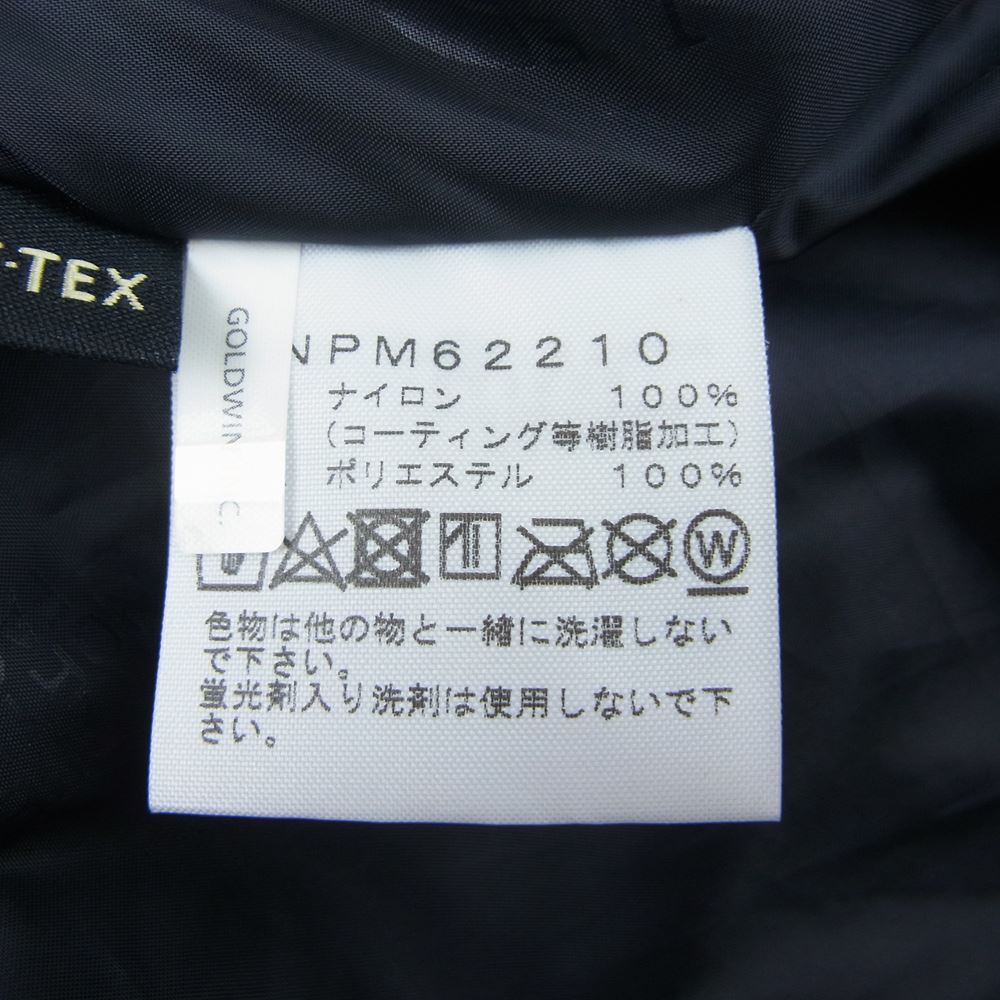 -TEX
GOLDWIN
NPM62210
ナイロン 100%
(コーティング等樹脂加工)
ポリエステル 100%
W
色物は他の物と一緒に洗濯しない
で下さい。
蛍光剤入り洗剤は使用しないで下
さい。